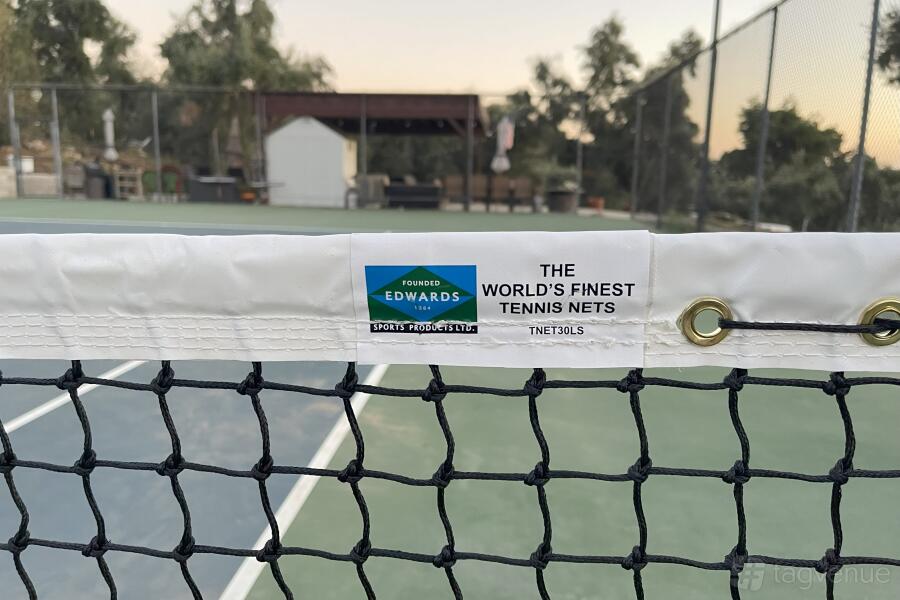 FOUNDED
EDWARDS
1884
SPORTS PRODUCTS LTD.
THE
WORLD'S FINEST
TENNIS NETS
TNET30LS
tagvenue